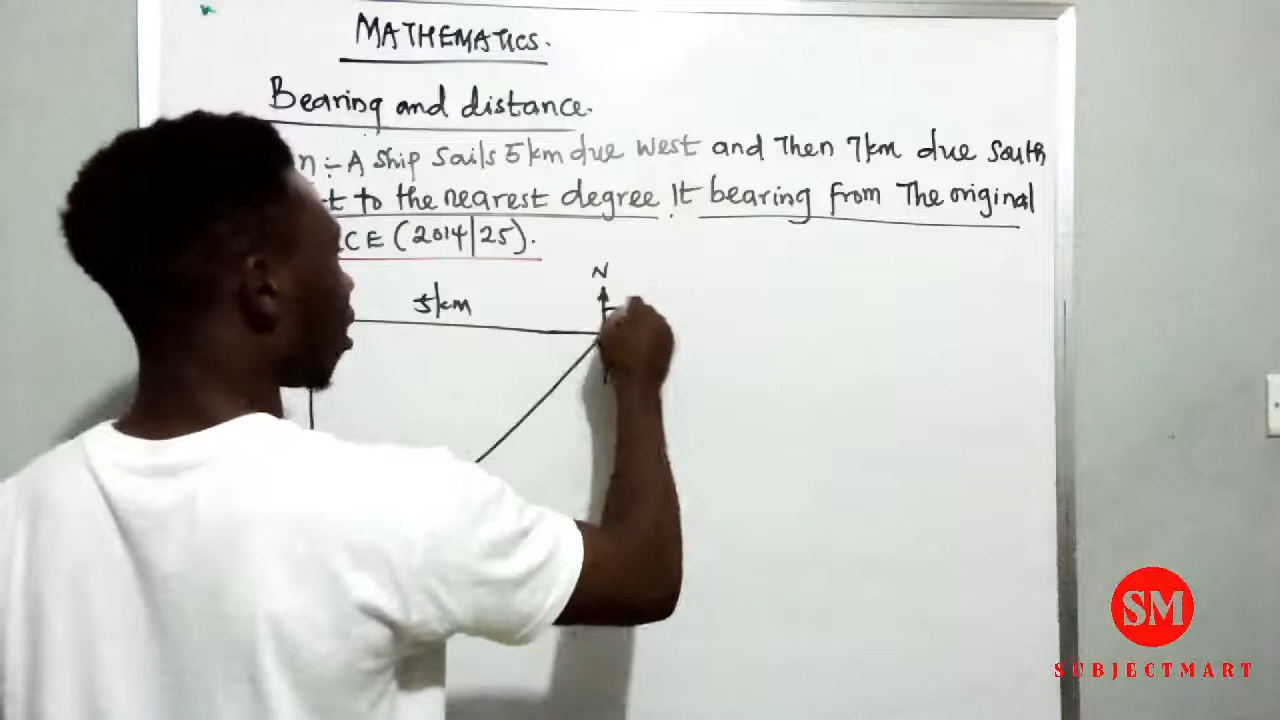 MATHEMATICS.
Bearing and distance.
n :- A ship sails 5km due west and Then 7km due south
t to the nearest degree It bearing from The original
CE (2014/25).
N
5km
SM
SUBJECTMART